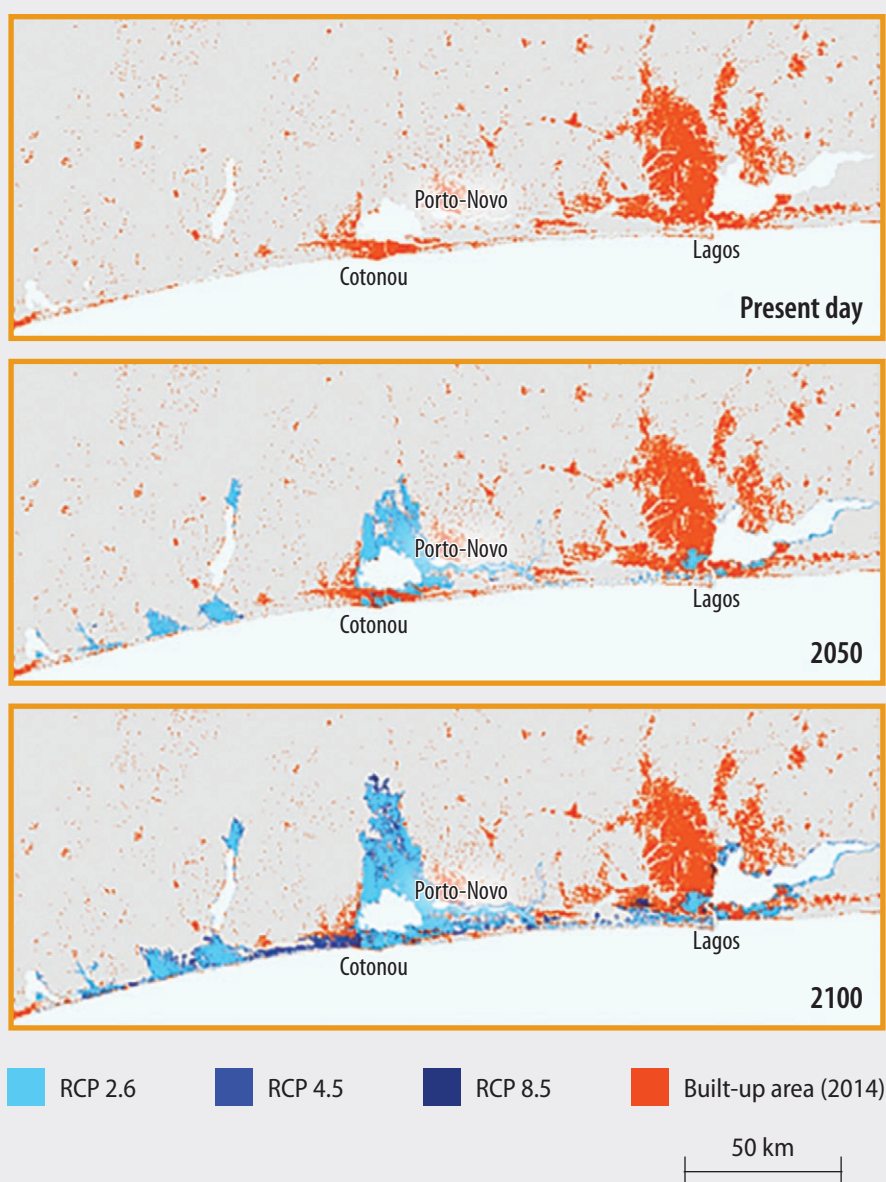 Porto-Novo
Cotonou
Lagos
Present day
Porto-Novo
Cotonou
Lagos
2050
Porto-Novo
Cotonou
Lagos
2100
RCP 2.6
RCP 4.5
RCP 8.5
Built-up area (2014)
50 km